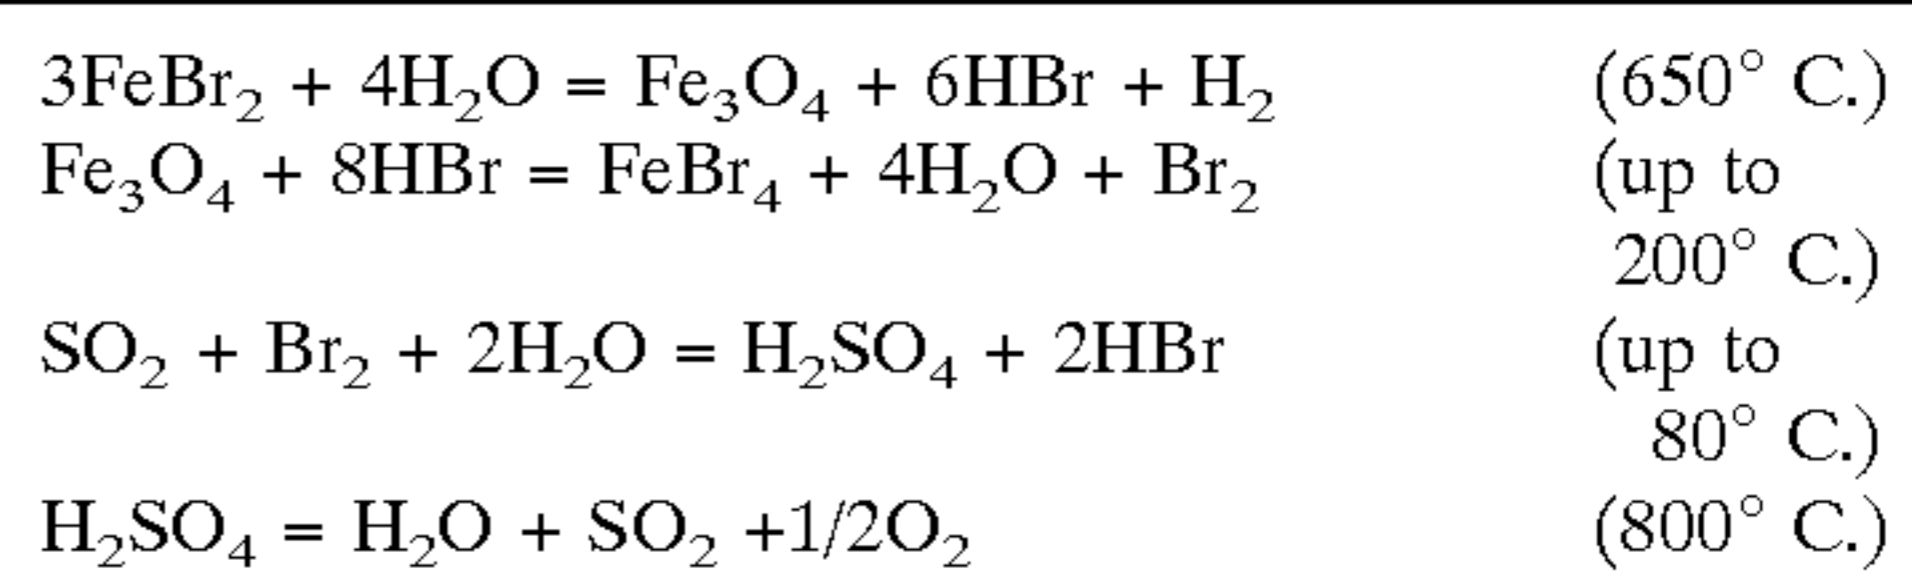 3FeBr₂ + 4H₂O = Fe₃O₄ + 6HBr + H₂ (650° C.)
Fe₃O₄ + 8HBr = FeBr₄ + 4H₂O + Br₂ (up to
200° C.)
SO₂ + Br₂ + 2H₂O = H₂SO₄ + 2HBr (up to
80° C.)
H₂SO₄ = H₂O + SO₂ +1/2O₂ (800° C.)